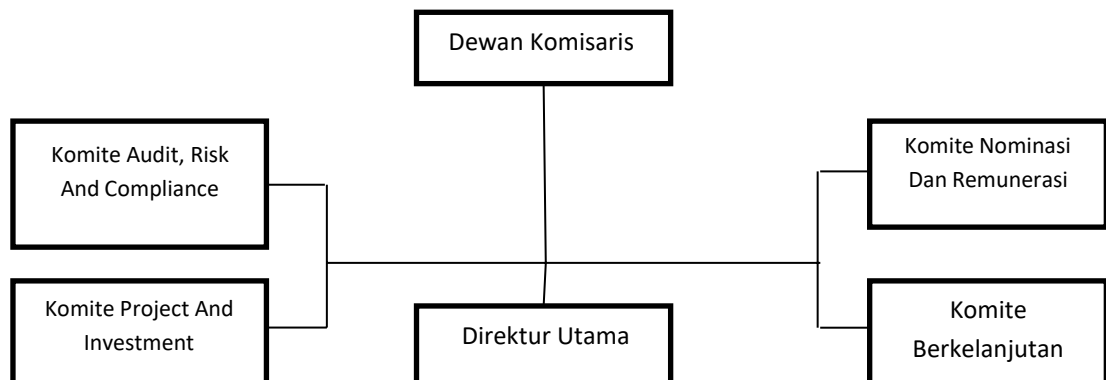 Dewan Komisaris
Komite Audit, Risk
And Compliance
Komite Nominasi
Dan Remunerasi
Komite Project And
Investment
Direktur Utama
Komite
Berkelanjutan